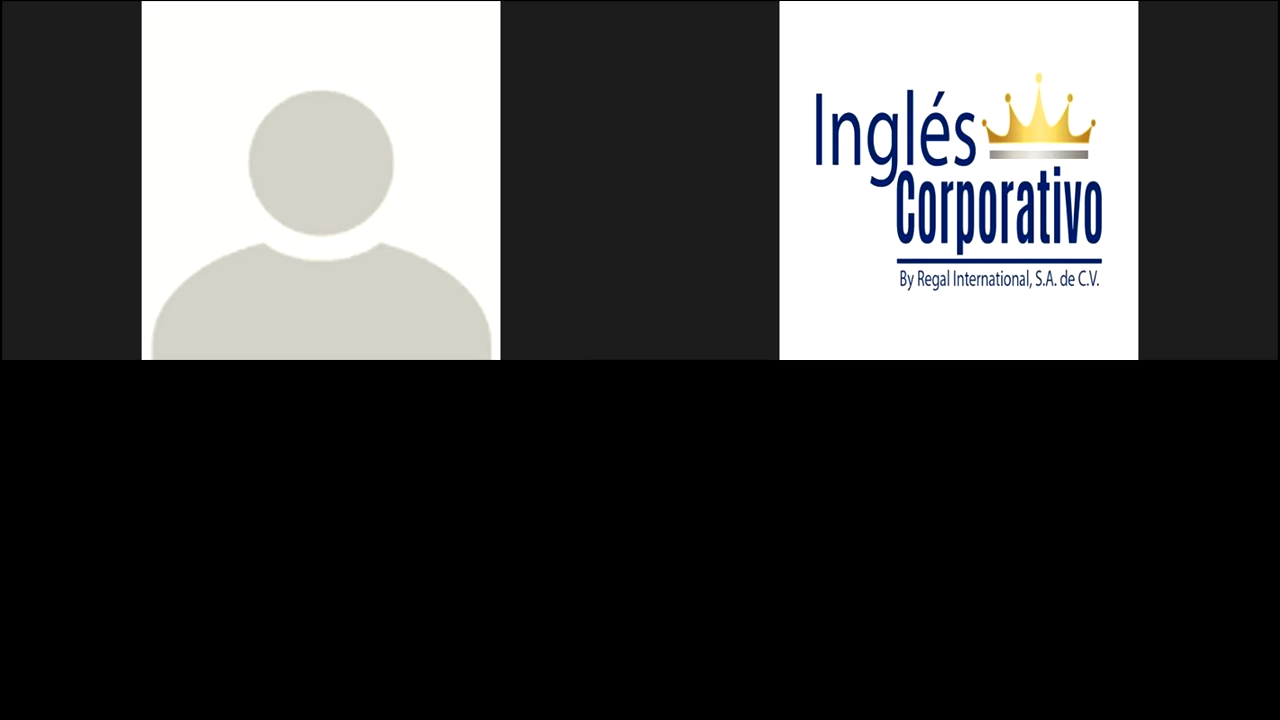 Inglés
Corporativo
By Regal International, S.A. de C.V.